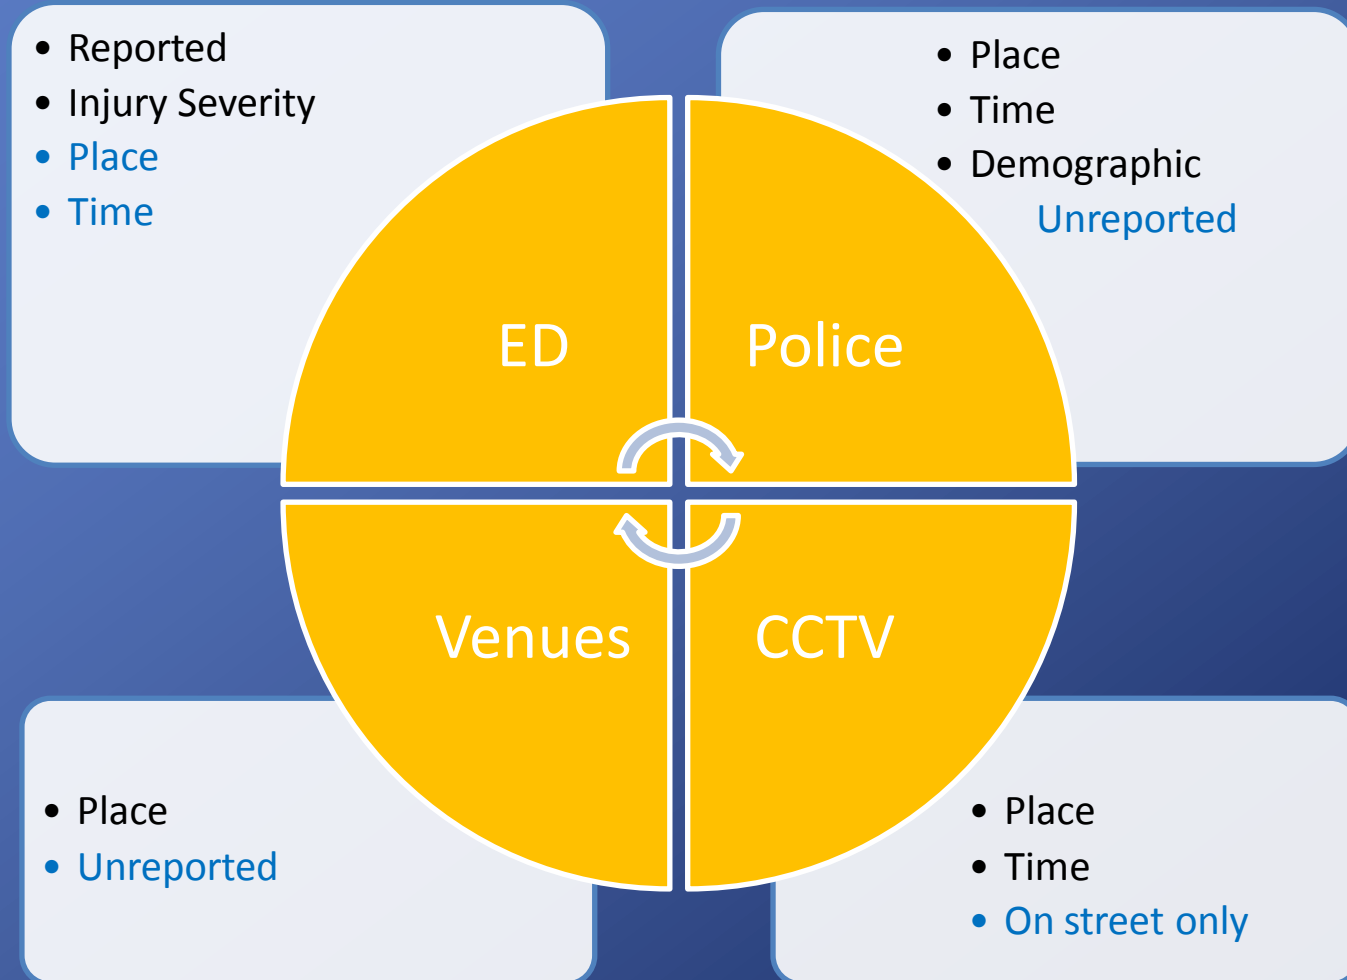 • Reported
• Injury Severity
• Place
• Time
• Place
• Time
• Demographic
Unreported
ED
Police
Venues
CCTV
• Place
• Unreported
• Place
• Time
• On street only